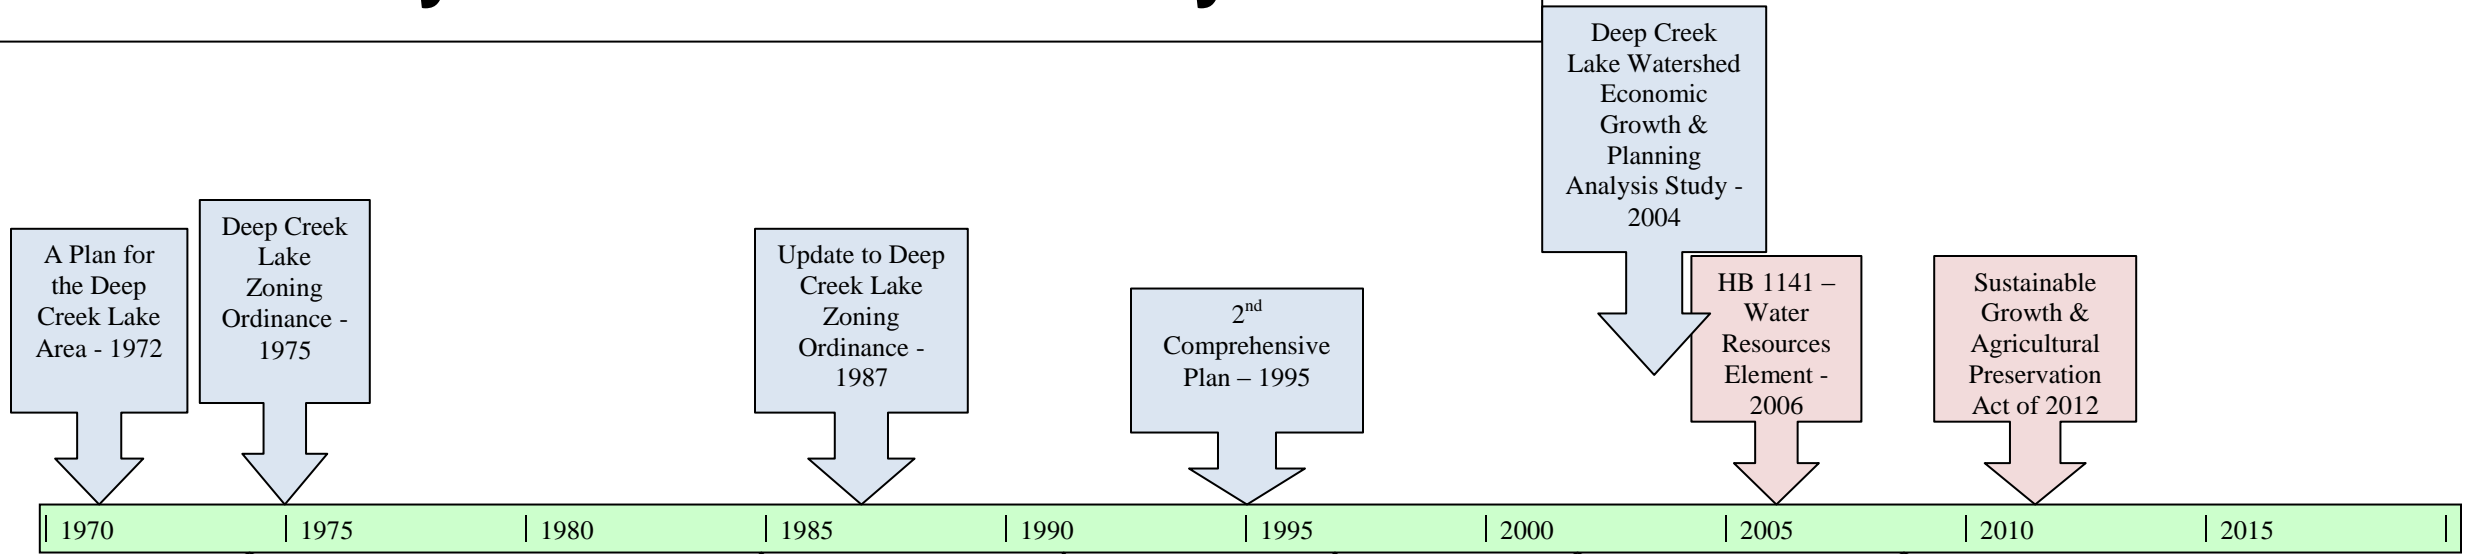 Deep Creek
Lake Watershed
Economic
Growth &
Planning
Analysis Study -
2004
A Plan for
the Deep
Creek Lake
Area - 1972
Deep Creek
Lake
Zoning
Ordinance -
1975
Update to Deep
Creek Lake
Zoning
Ordinance -
1987
2nd
Comprehensive
Plan – 1995
HB 1141 –
Water
Resources
Element -
2006
Sustainable
Growth &
Agricultural
Preservation
Act of 2012
1970 1975 1980 1985 1990 1995 2000 2005 2010 2015